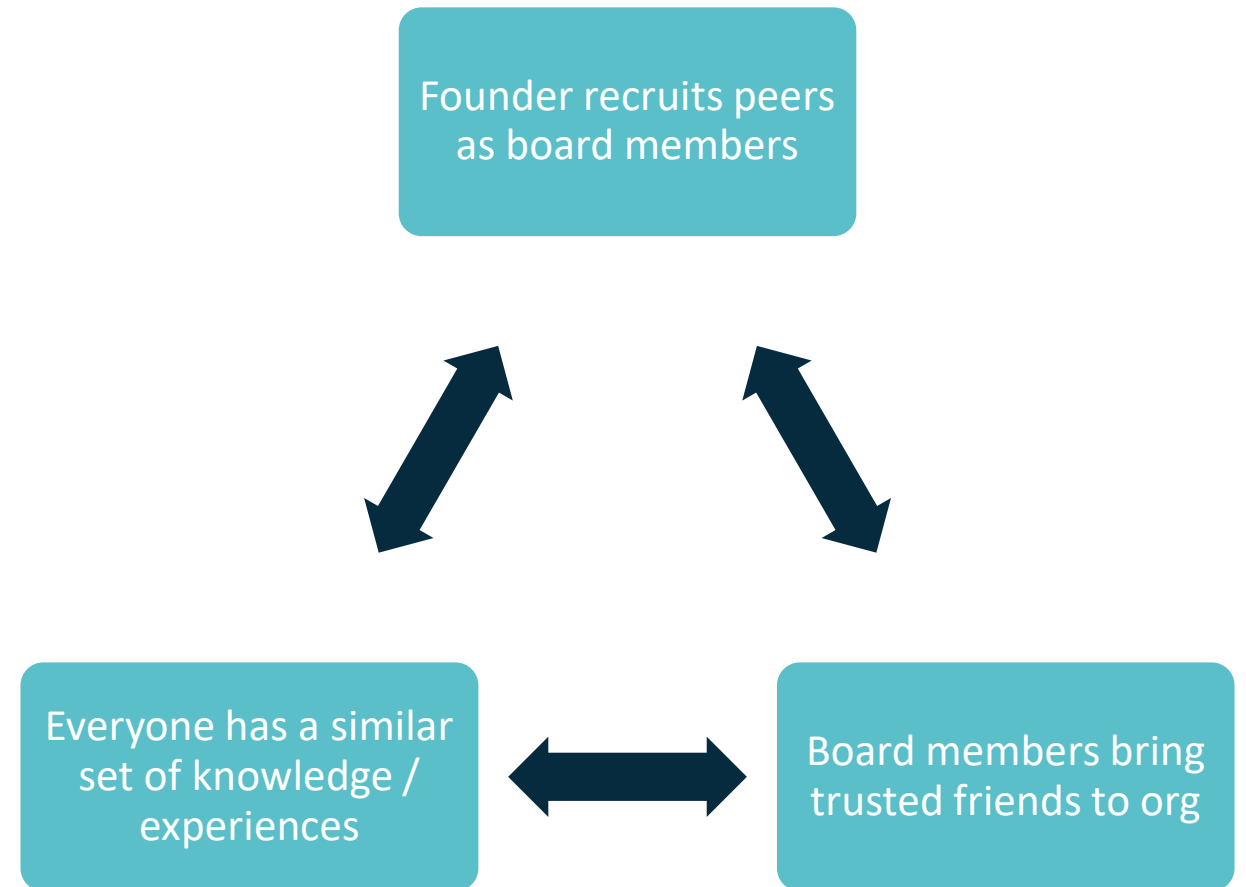 Founder recruits peers
as board members
Everyone has a similar
set of knowledge /
experiences
Board members bring
trusted friends to org